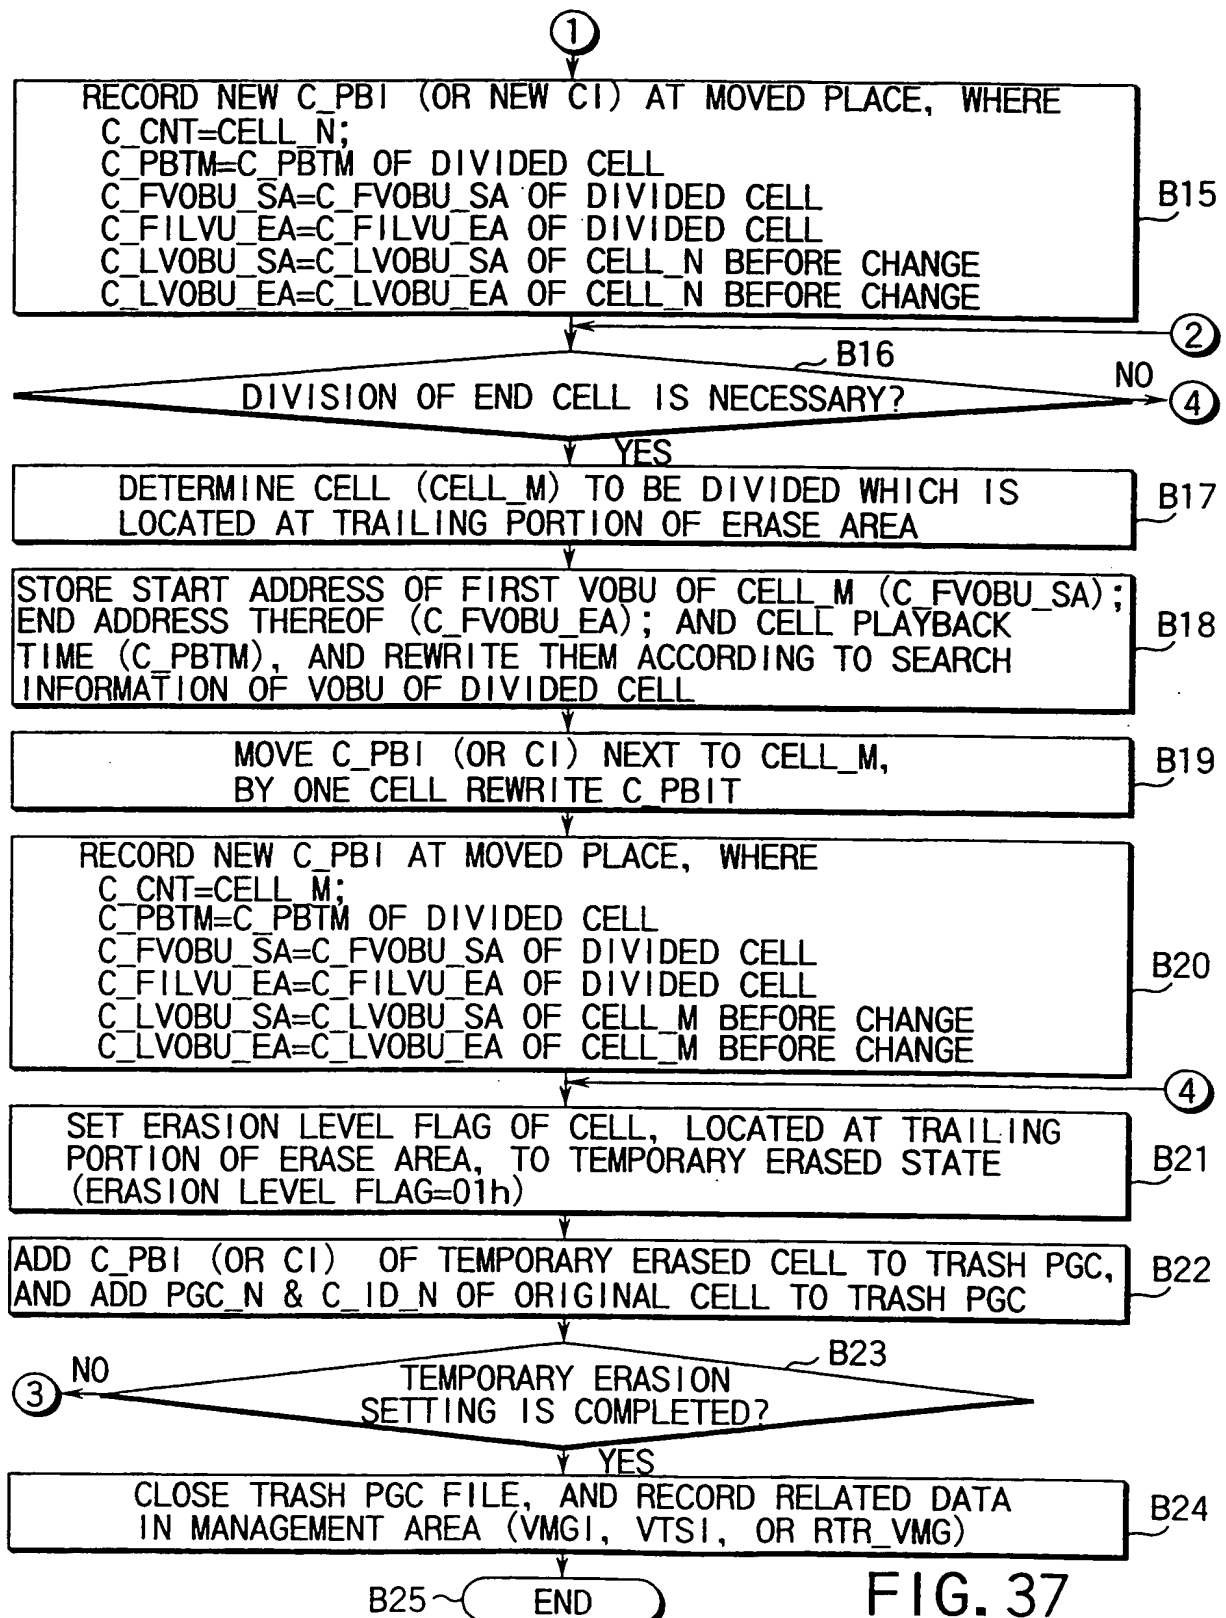 1
RECORD NEW C_PBI (OR NEW CI) AT MOVED PLACE, WHERE
C_CNT=CELL_N;
C_PBTM=C_PBTM OF DIVIDED CELL
C_FVOBU_SA=C_FVOBU_SA OF DIVIDED CELL
C_FILVU_EA=C_FILVU_EA OF DIVIDED CELL
C_LVOBU_SA=C_LVOBU_SA OF CELL_N BEFORE CHANGE
C_LVOBU_EA=C_LVOBU_EA OF CELL_N BEFORE CHANGE
B15
2
B16
DIVISION OF END CELL IS NECESSARY?
NO
4
YES
DETERMINE CELL (CELL_M) TO BE DIVIDED WHICH IS
LOCATED AT TRAILING PORTION OF ERASE AREA
B17
STORE START ADDRESS OF FIRST VOBU OF CELL_M (C_FVOBU_SA);
END ADDRESS THEREOF (C_FVOBU_EA); AND CELL PLAYBACK
TIME (C_PBTM), AND REWRITE THEM ACCORDING TO SEARCH
INFORMATION OF VOBU OF DIVIDED CELL
B18
MOVE C_PBI (OR CI) NEXT TO CELL_M,
BY ONE CELL REWRITE C_PBIT
B19
RECORD NEW C_PBI AT MOVED PLACE, WHERE
C_CNT=CELL_M;
C_PBTM=C_PBTM OF DIVIDED CELL
C_FVOBU_SA=C_FVOBU_SA OF DIVIDED CELL
C_FILVU_EA=C_FILVU_EA OF DIVIDED CELL
C_LVOBU_SA=C_LVOBU_SA OF CELL_M BEFORE CHANGE
C_LVOBU_EA=C_LVOBU_EA OF CELL_M BEFORE CHANGE
B20
4
SET ERASION LEVEL FLAG OF CELL, LOCATED AT TRAILING
PORTION OF ERASE AREA, TO TEMPORARY ERASED STATE
(ERASION LEVEL FLAG=01h)
B21
ADD C_PBI (OR CI) OF TEMPORARY ERASED CELL TO TRASH PGC,
AND ADD PGC_N & C_ID_N OF ORIGINAL CELL TO TRASH PGC
B22
B23
NO
3
TEMPORARY ERASION
SETTING IS COMPLETED?
YES
CLOSE TRASH PGC FILE, AND RECORD RELATED DATA
IN MANAGEMENT AREA (VMGI, VTSI, OR RTR_VMG)
B24
B25
END
FIG. 37